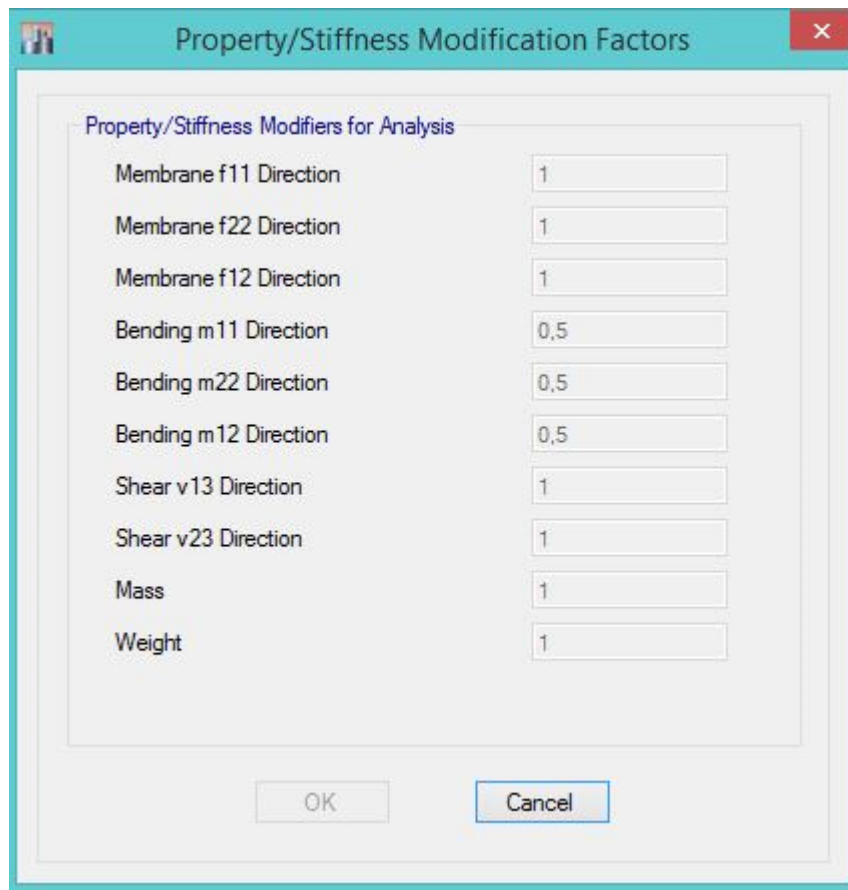 Property/Stiffness Modification Factors
Property/Stiffness Modifiers for Analysis
Membrane f11 Direction 1
Membrane f22 Direction 1
Membrane f12 Direction 1
Bending m11 Direction 0,5
Bending m22 Direction 0,5
Bending m12 Direction 0,5
Shear v13 Direction 1
Shear v23 Direction 1
Mass 1
Weight 1
OK Cancel